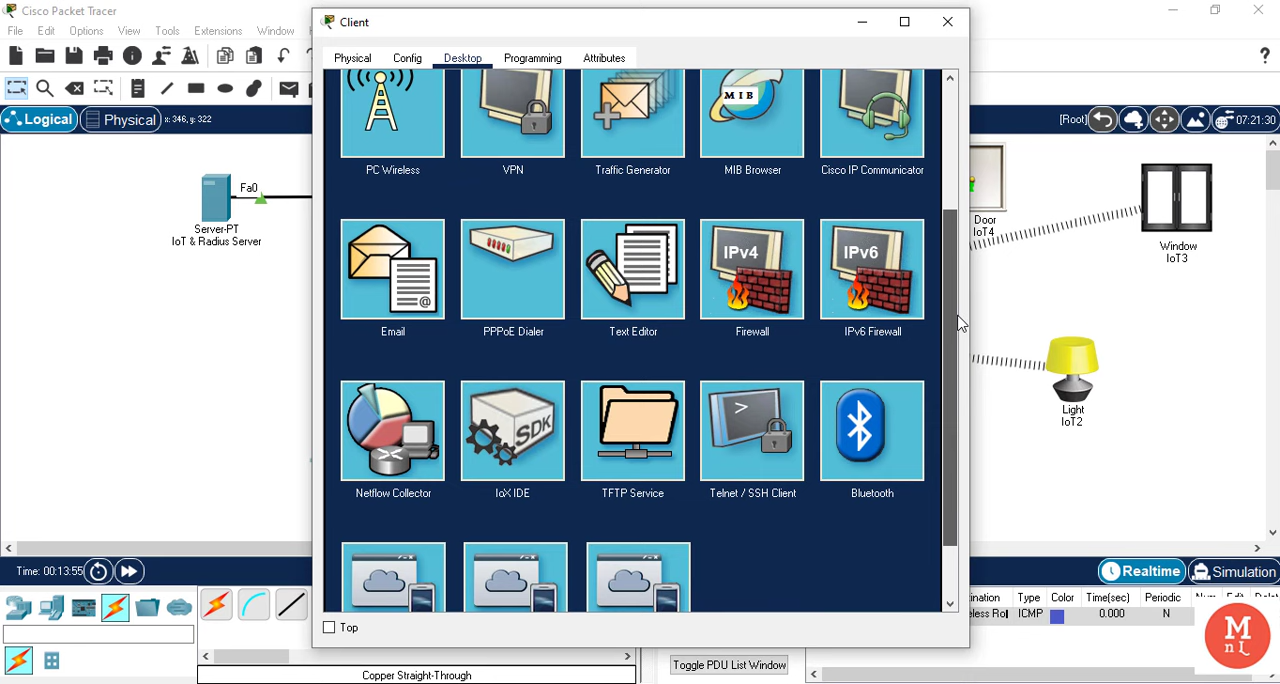 Cisco Packet Tracer
File Edit Options View Tools Extensions Window
Client
Physical Config Desktop Programming Attributes
?
Logical Physical x: 346, y: 322
[Root] 07:21:30
MIB
PC Wireless VPN Traffic Generator MIB Browser Cisco IP Communicator
Fa0
Server-PT
IoT & Radius Server
Door
IoT4
Window
IoT3
@ IPv4 IPv6
Email PPPoE Dialer Text Editor Firewall IPv6 Firewall
Light
IoT2
SDK >
Netflow Collector IoX IDE TFTP Service Telnet / SSH Client Bluetooth
Time: 00:13:55
Realtime Simulation
Top
ination Type Color Time(sec) Periodic
ICMP 0.000 N
Toggle PDU List Window
Copper Straight-Through
M
nL